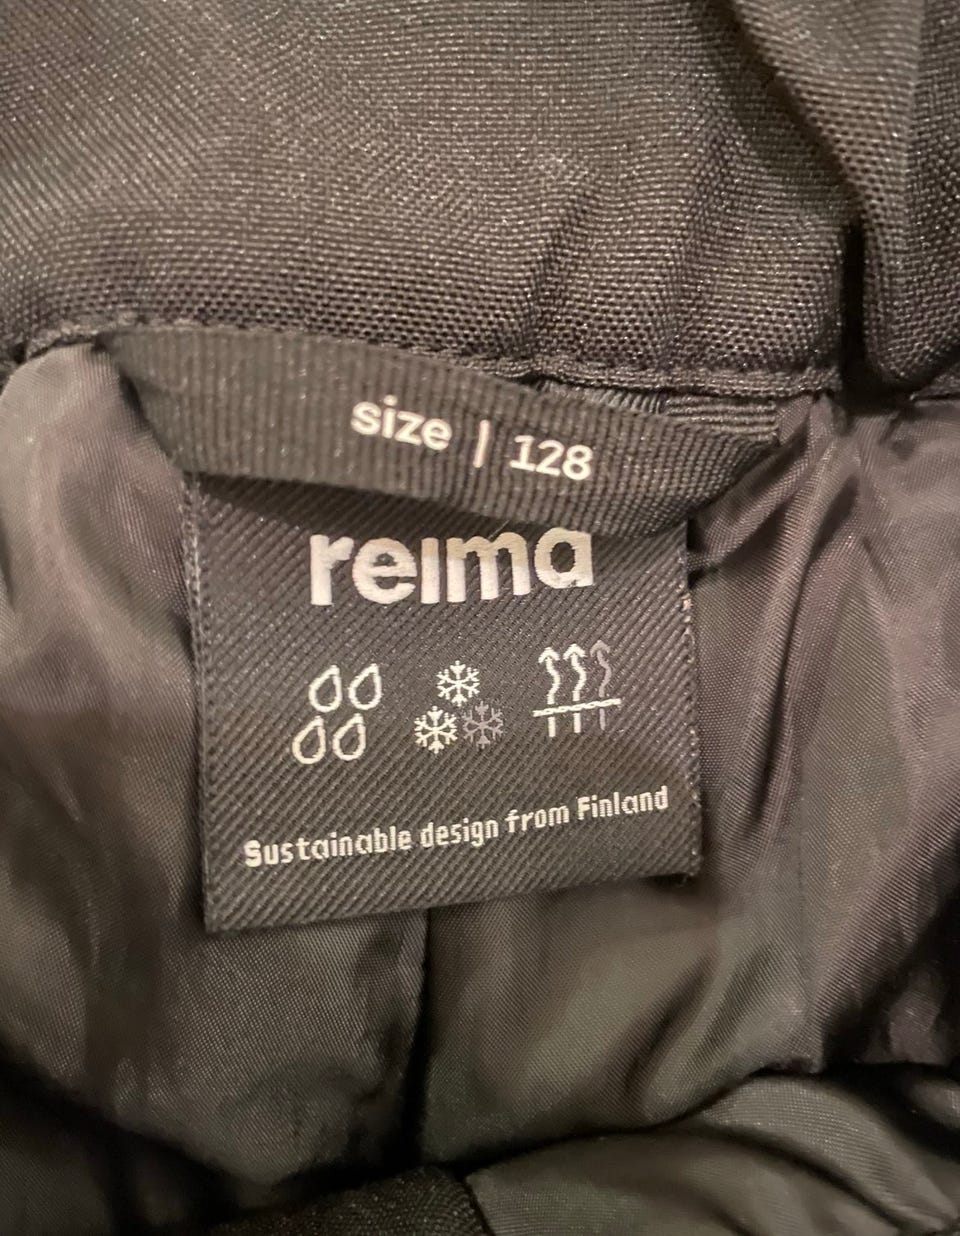 size | 128
reima
Sustainable design from Finland